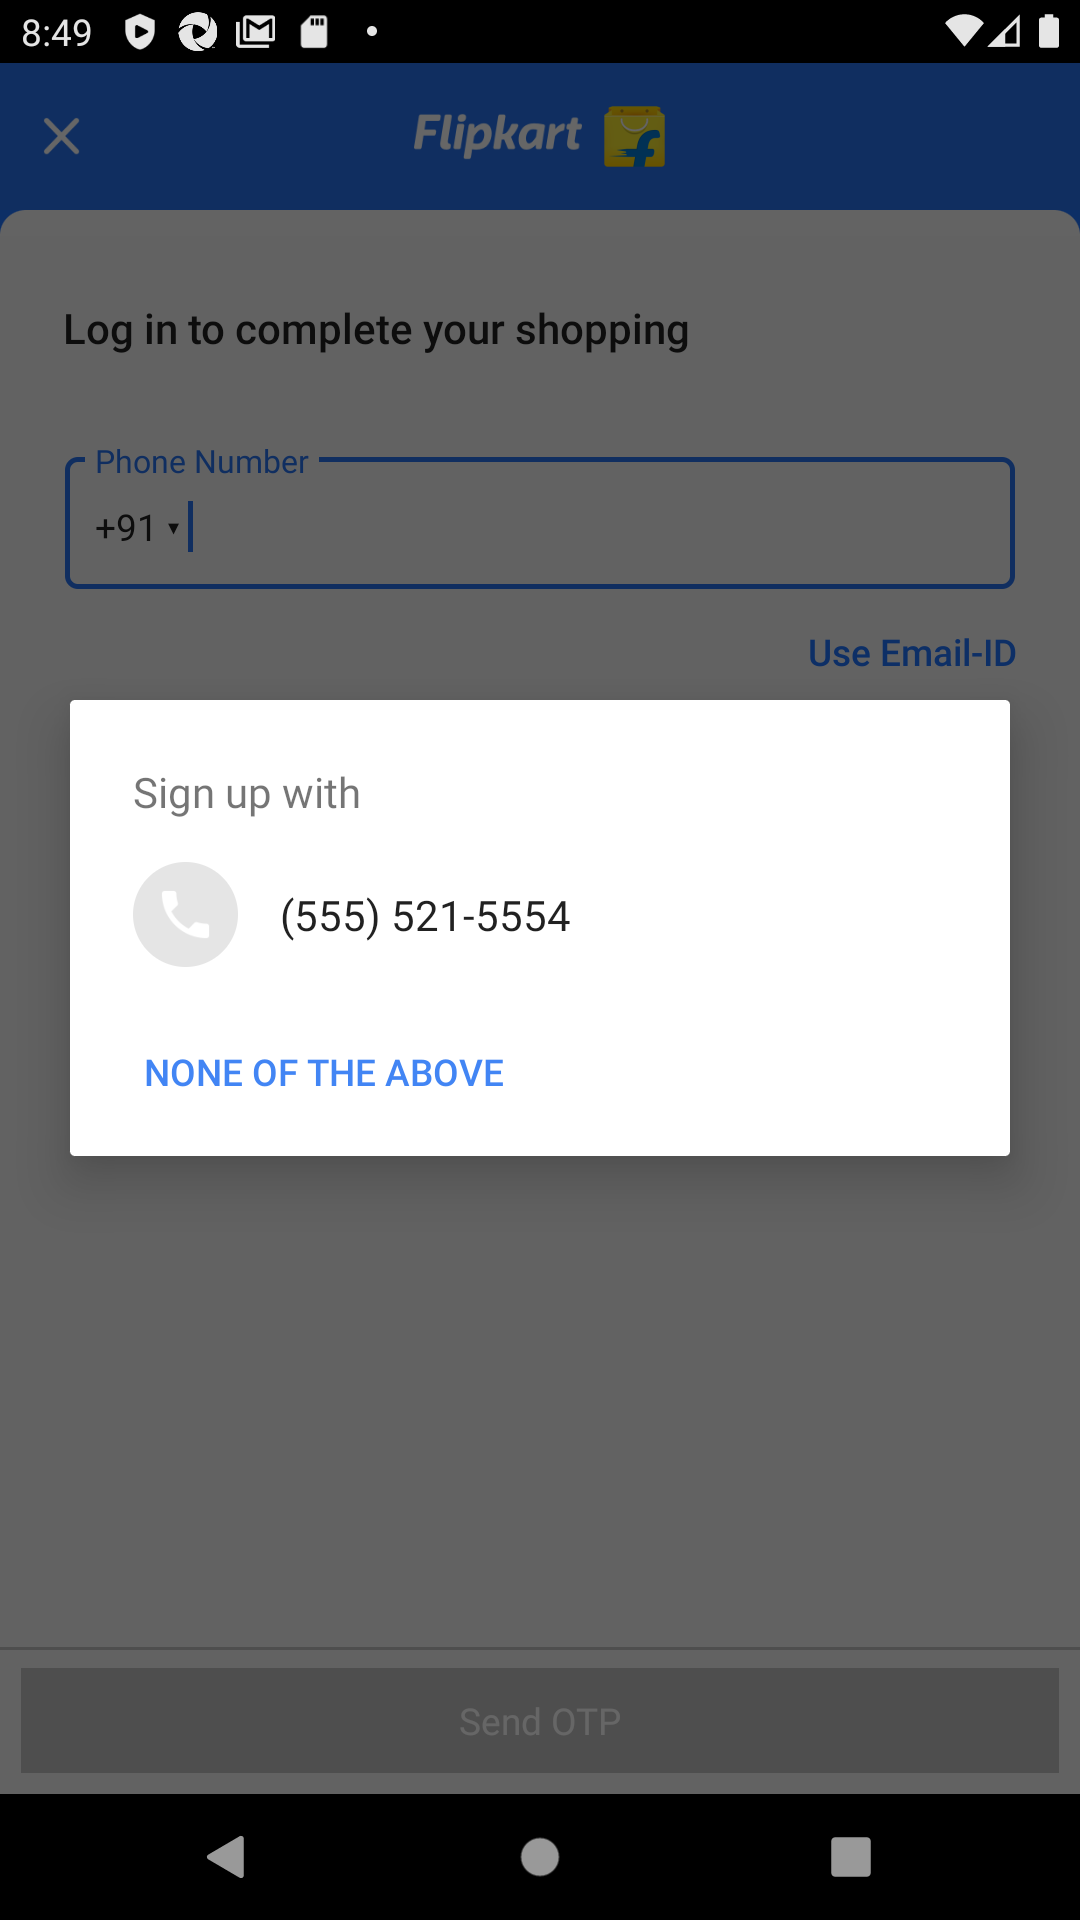 8:49
Flipkart
Log in to complete your shopping
Phone Number
+91
Use Email-ID
Sign up with
(555) 521-5554
NONE OF THE ABOVE
Send OTP